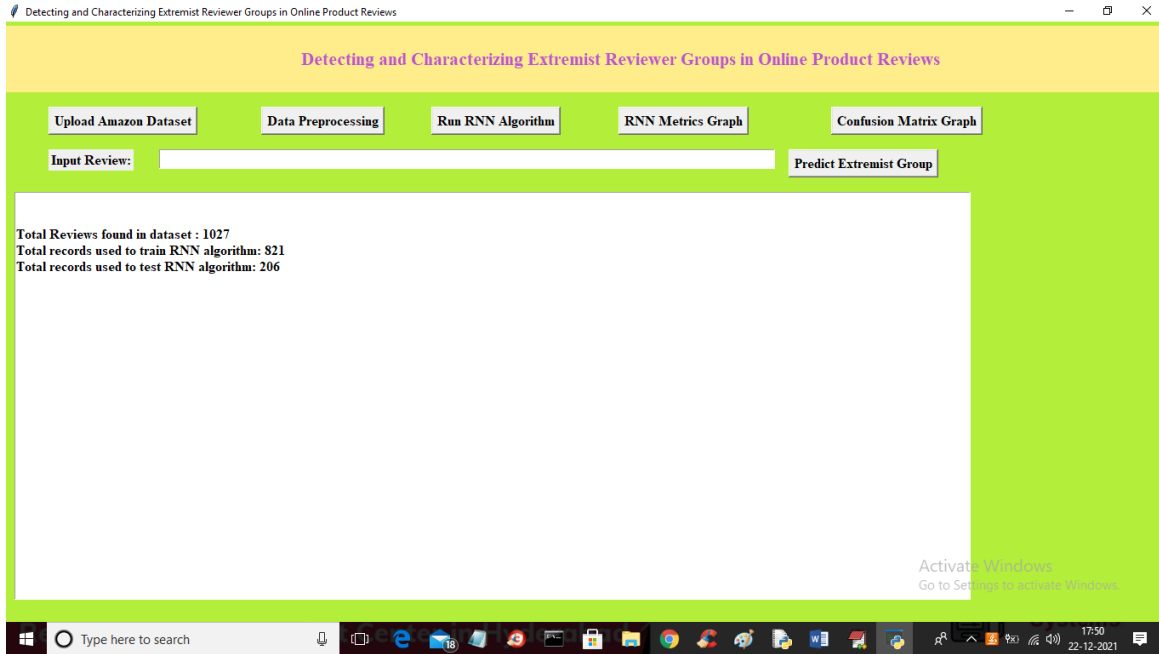 Detecting and Characterizing Extremist Reviewer Groups in Online Product Reviews
Detecting and Characterizing Extremist Reviewer Groups in Online Product Reviews
Upload Amazon Dataset
Data Preprocessing
Run RNN Algorithm
RNN Metrics Graph
Confusion Matrix Graph
Input Review:
Predict Extremist Group
Total Reviews found in dataset : 1027
Total records used to train RNN algorithm: 821
Total records used to test RNN algorithm: 206
Activate Windows
Go to Settings to activate Windows.
Type here to search
18
17:50
22-12-2021